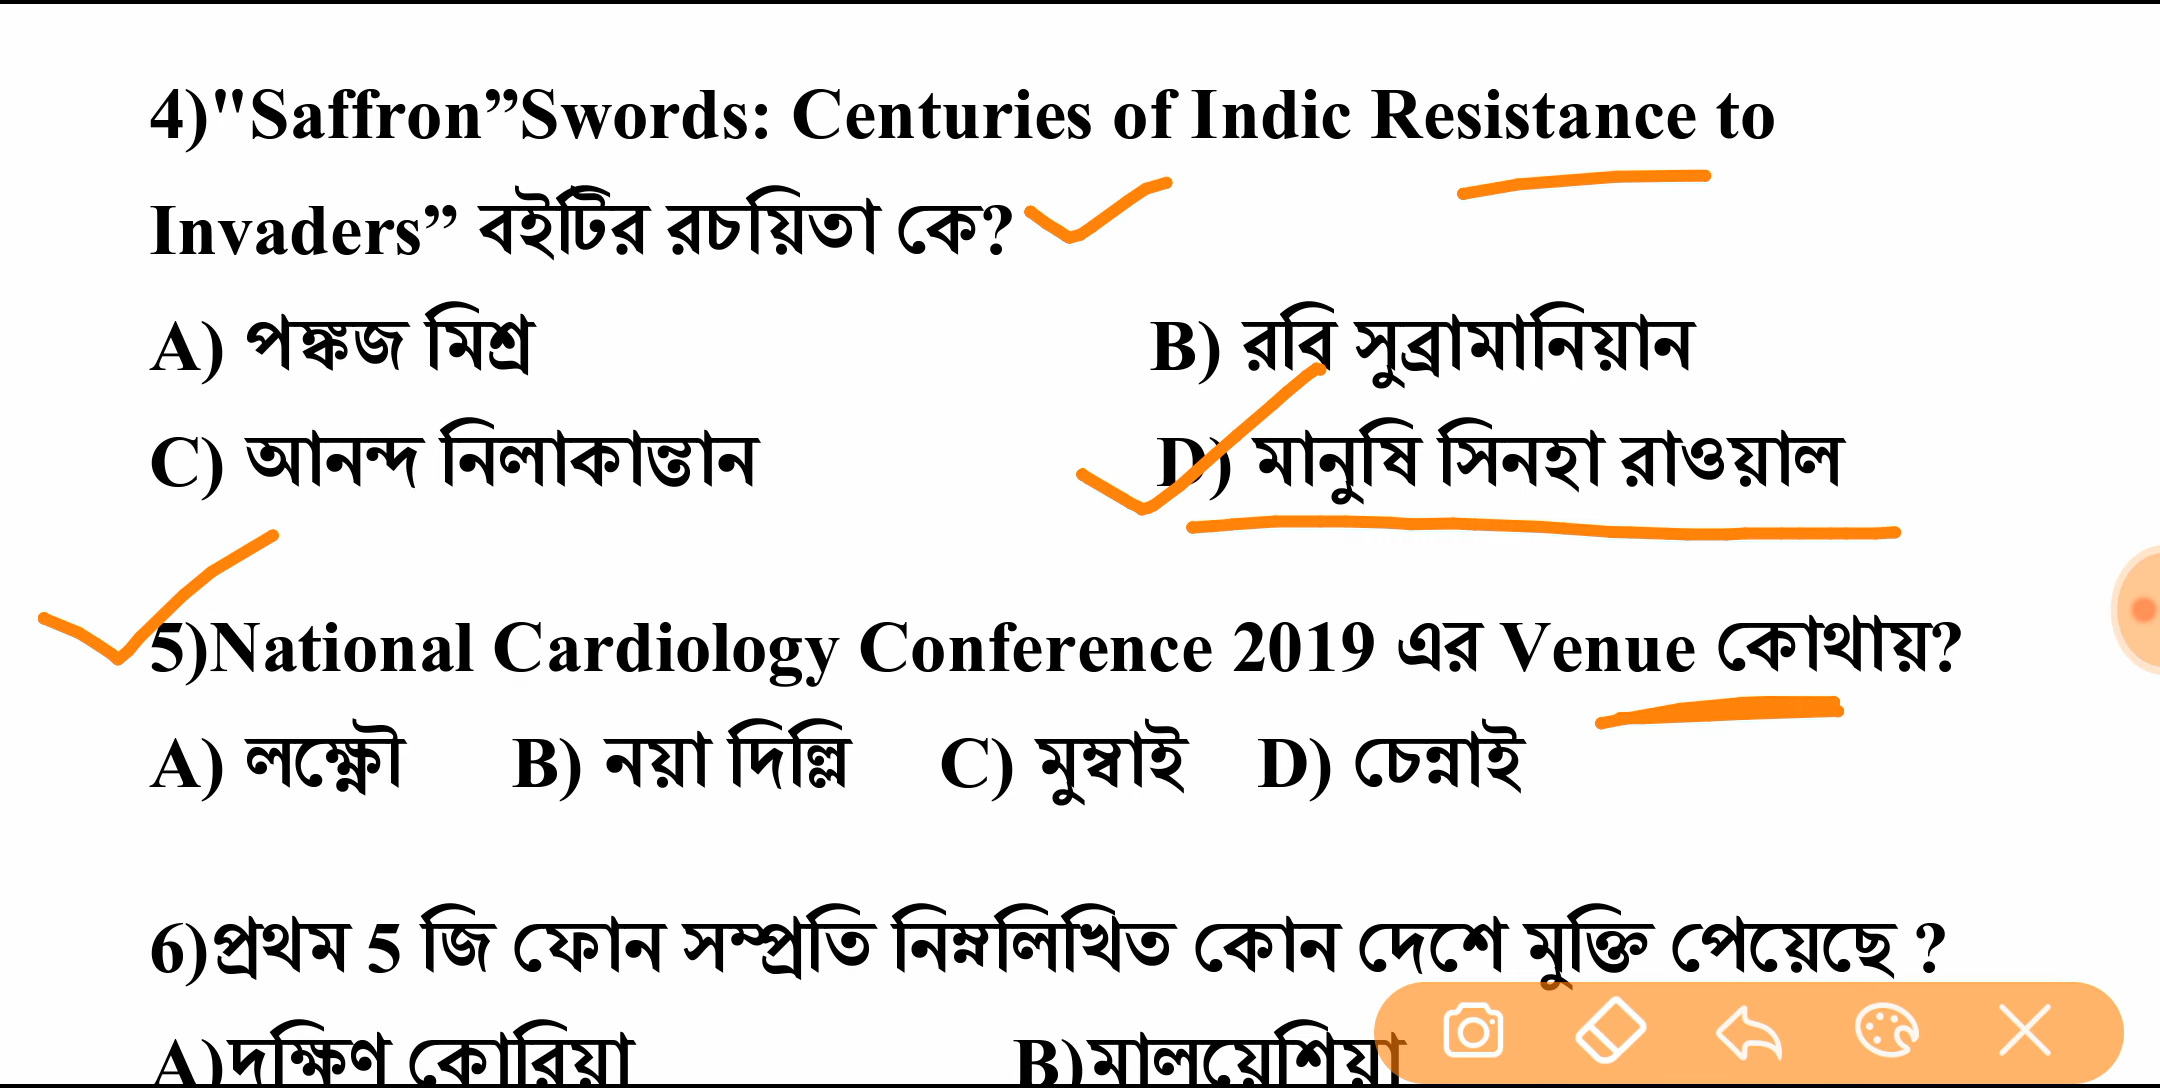 4)"Saffron”Swords: Centuries of Indic Resistance to
Invaders” বইটির রচয়িতা কে?
A) পঙ্কজ মিশ্র B) রবি সুব্রামানিয়ান
C) আনন্দ নিলাকান্তান D) মানুষি সিনহা রাওয়াল
5)National Cardiology Conference 2019 এর Venue কোথায়?
A) লক্ষ্ণৌ B) নয়া দিল্লি C) মুম্বাই D) চেন্নাই
6)প্রথম 5 জি ফোন সম্প্রতি নিম্নলিখিত কোন দেশে মুক্তি পেয়েছে ?
A)দক্ষিণ কোরিয়া B)মালয়েশিয়া